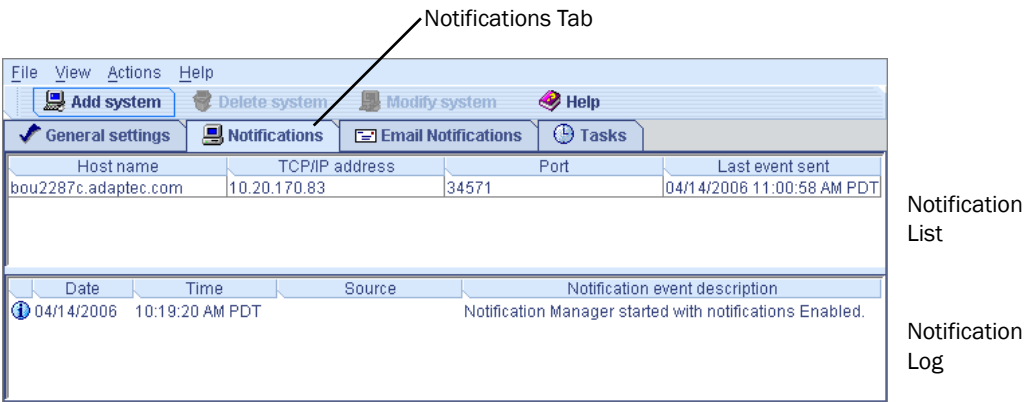 Notifications Tab
File View Actions Help
Add system Delete system Modify system Help
General settings Notifications Email Notifications Tasks
Host name TCP/IP address Port Last event sent
bou2287c.adaptec.com 10.20.170.83 34571 04/14/2006 11:00:58 AM PDT
Notification
List
Date Time Source Notification event description
04/14/2006 10:19:20 AM PDT Notification Manager started with notifications Enabled.
Notification
Log